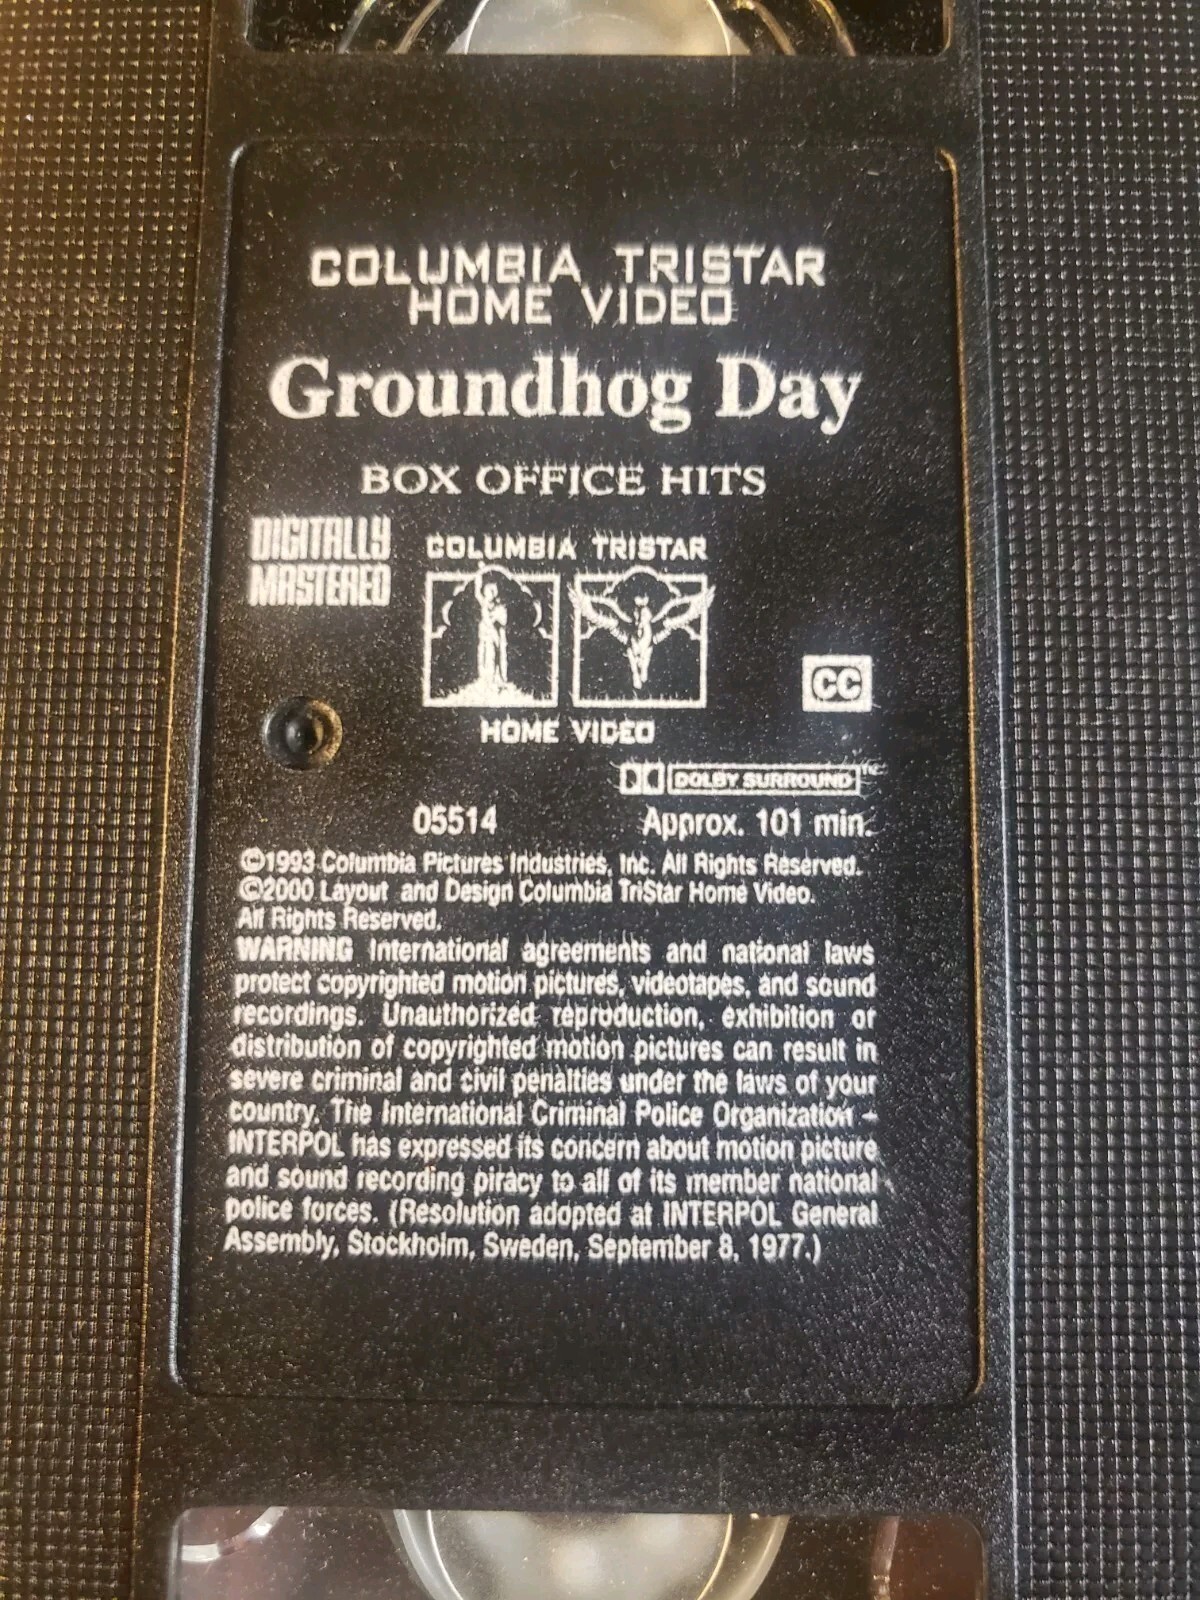 COLUMBIA TRISTAR
HOME VIDEO
Groundhog Day
BOX OFFICE HITS
DIGITALLY
MASTERED
COLUMBIA TRISTAR
HOME VIDEO
CC
DOLBY SURROUND™
05514 Approx. 101 min.
©1993 Columbia Pictures Industries, Inc. All Rights Reserved.
©2000 Layout and Design Columbia TriStar Home Video.
All Rights Reserved.
WARNING International agreements and national laws
protect copyrighted motion pictures, videotapes, and sound
recordings. Unauthorized reproduction, exhibition or
distribution of copyrighted motion pictures can result in
severe criminal and civil penalties under the laws of your
country. The International Criminal Police Organization -
INTERPOL has expressed its concern about motion picture
and sound recording piracy to all of its member national
police forces. (Resolution adopted at INTERPOL General
Assembly, Stockholm, Sweden, September 8, 1977.)